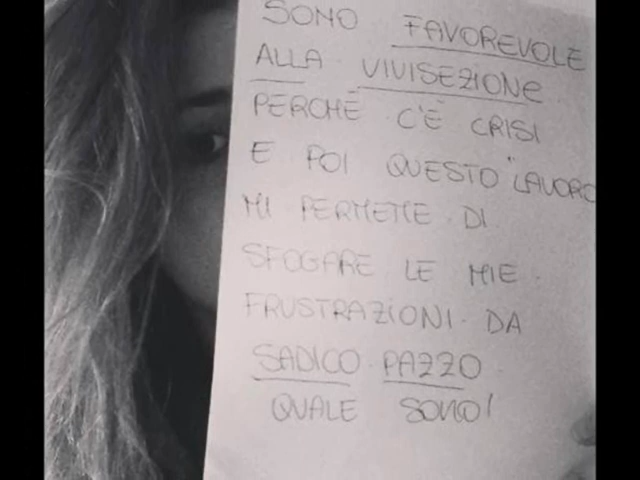 SONO FAVOREVOLE
ALLA VIVISEZIONE
PERCHÉ C'È CRISI
E POI QUESTO "LAVORO
MI PERMETTE DI
SFOGARE LE MIE
FRUSTRAZIONI DA
SADICO PAZZO
QUALE SONO!